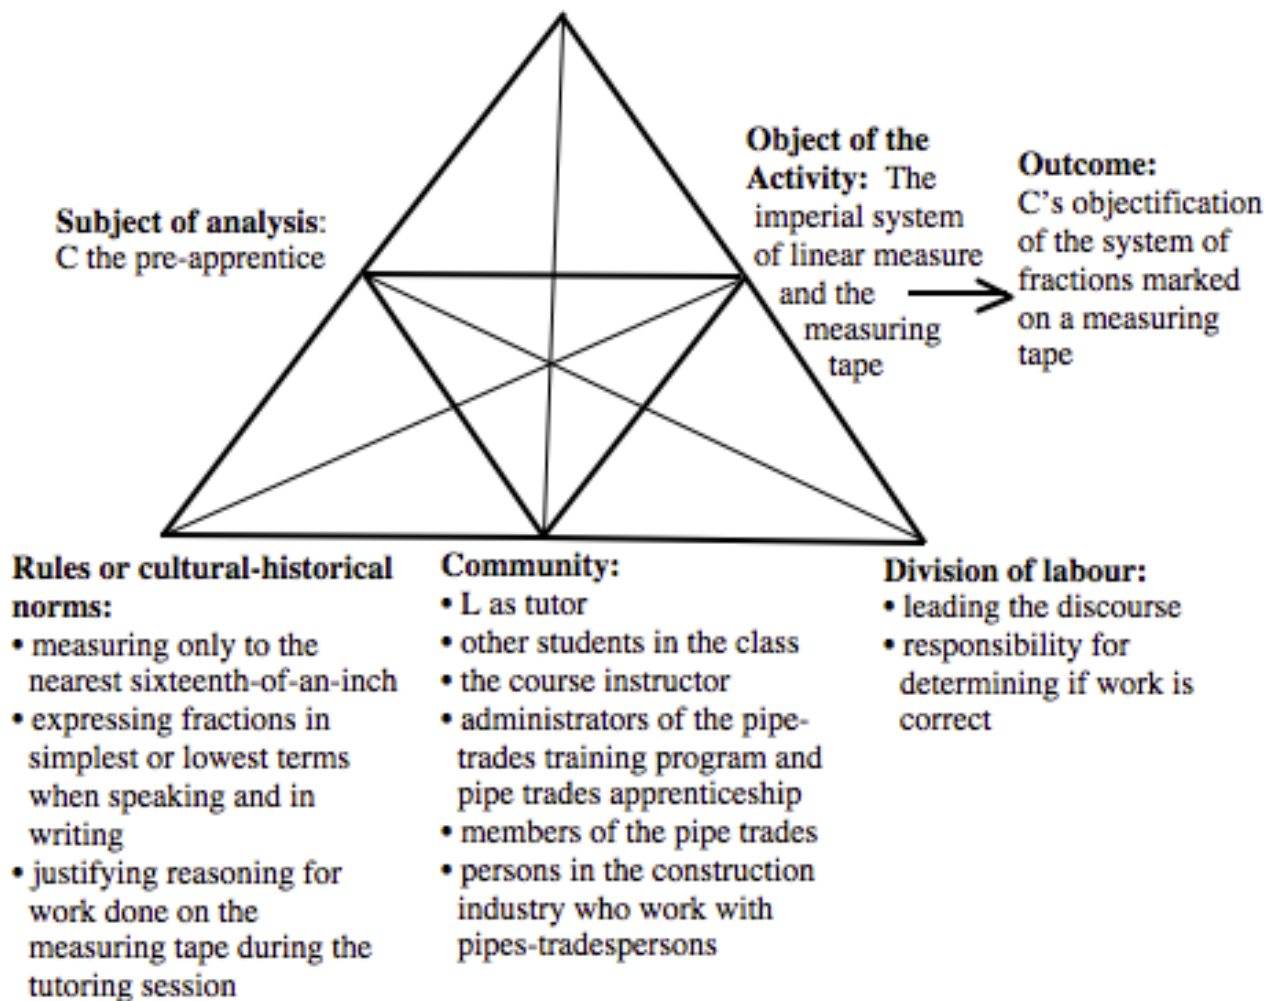 Subject of analysis:
C the pre-apprentice
Object of the
Activity: The
imperial system
of linear measure
and the
measuring
tape
Outcome:
C's objectification
of the system of
fractions marked
on a measuring
tape
Rules or cultural-historical
norms:
• measuring only to the
nearest sixteenth-of-an-inch
• expressing fractions in
simplest or lowest terms
when speaking and in
writing
• justifying reasoning for
work done on the
measuring tape during the
tutoring session
Community:
• L as tutor
• other students in the class
• the course instructor
• administrators of the pipe-
trades training program and
pipe trades apprenticeship
• members of the pipe trades
• persons in the construction
industry who work with
pipes-tradespersons
Division of labour:
• leading the discourse
• responsibility for
determining if work is
correct